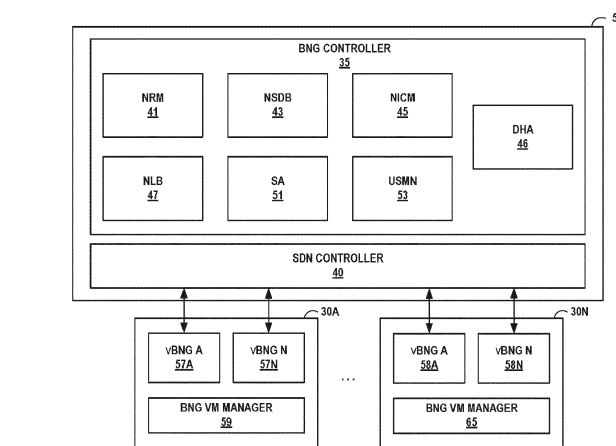 BNG CONTROLLER
35
NRM
41
NSDB
43
NICM
45
DHA
46
NLB
47
SA
51
USMN
53
SDN CONTROLLER
40
30A
30N
vBNG A
57A
vBNG N
57N
vBNG A
58A
vBNG N
58N
...
BNG VM MANAGER
59
BNG VM MANAGER
65